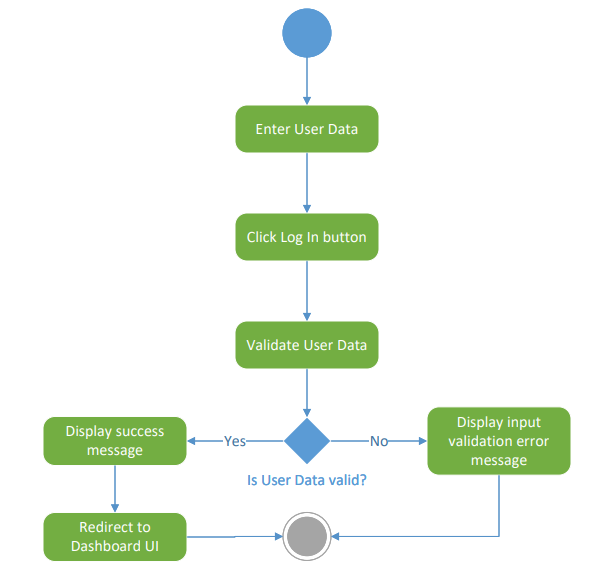 Enter User Data
Click Log In button
Validate User Data
Display success
message
Yes
No
Display input
validation error
message
Is User Data valid?
Redirect to
Dashboard UI